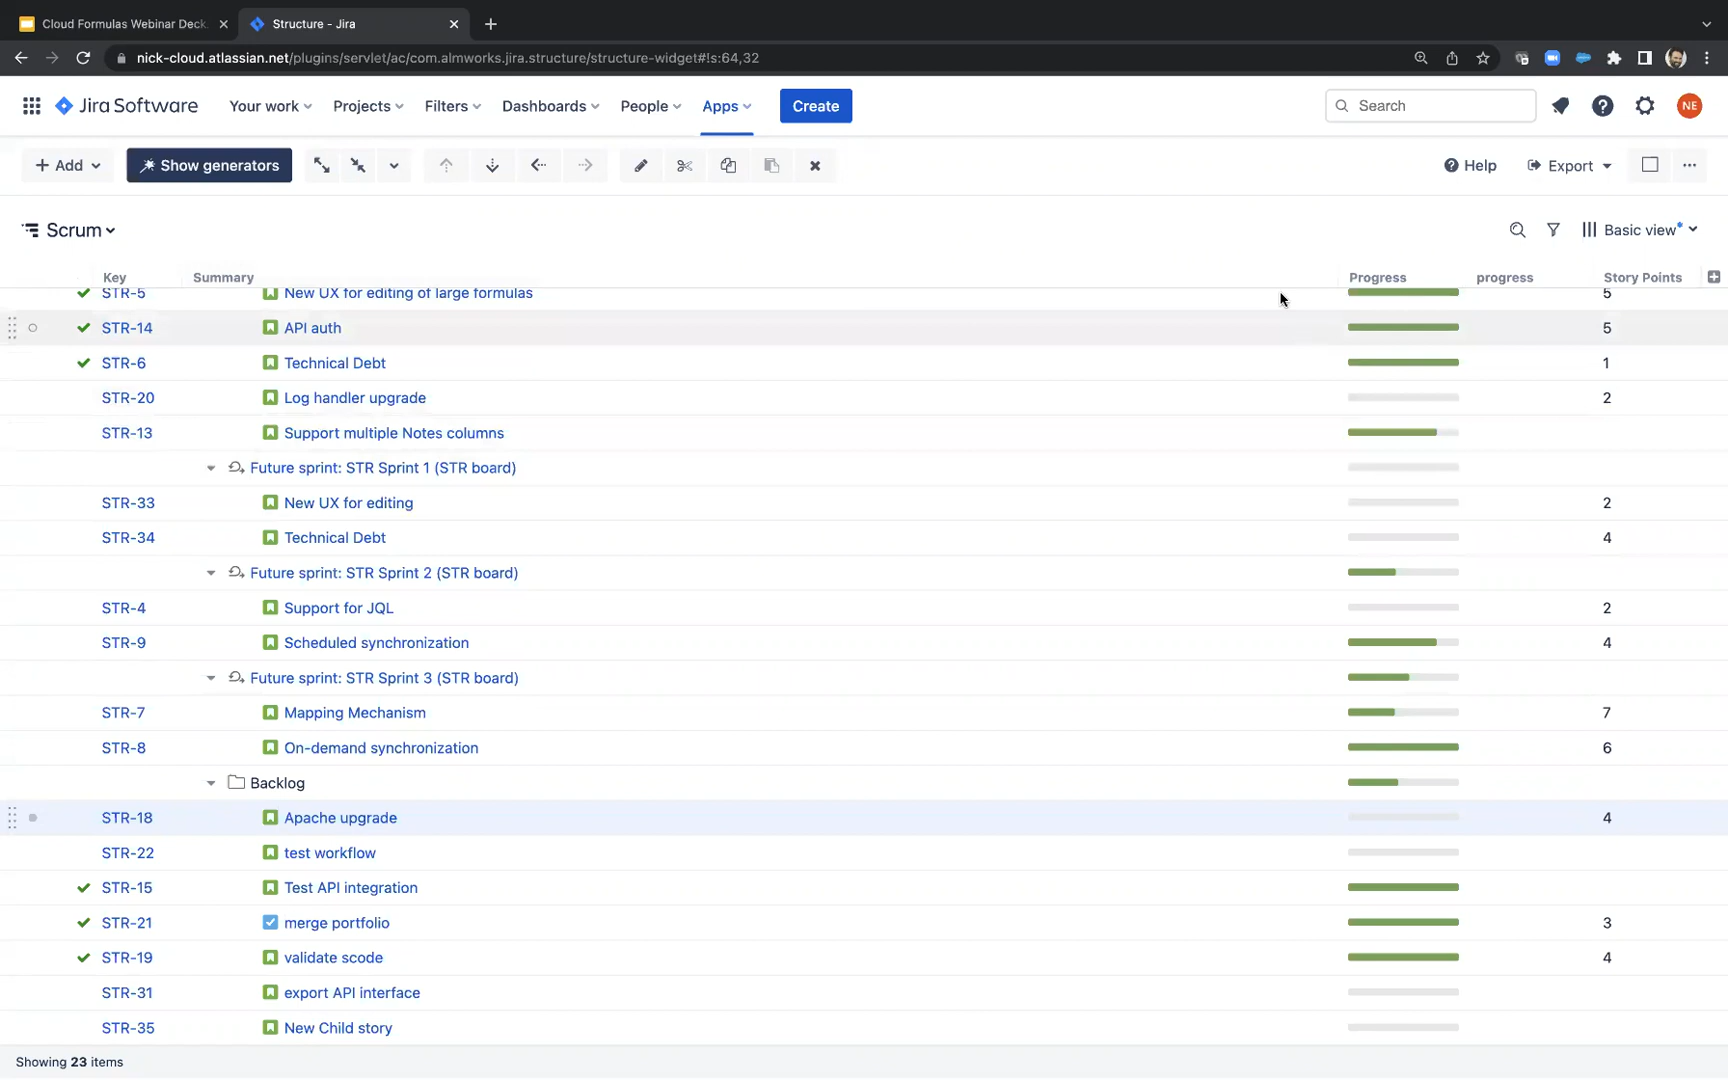 Cloud Formulas Webinar Deck
Structure - Jira
nick-cloud.atlassian.net/plugins/servlet/ac/com.almworks.jira.structure/structure-widget#!s:64,32
Jira Software Your work Projects Filters Dashboards People Apps Create Search NE
+ Add Show generators Help Export
Scrum Basic view*
Key Summary Progress progress Story Points
STR-5 New UX for editing of large formulas 5
STR-14 API auth 5
STR-6 Technical Debt 1
STR-20 Log handler upgrade 2
STR-13 Support multiple Notes columns
Future sprint: STR Sprint 1 (STR board)
STR-33 New UX for editing 2
STR-34 Technical Debt 4
Future sprint: STR Sprint 2 (STR board)
STR-4 Support for JQL 2
STR-9 Scheduled synchronization 4
Future sprint: STR Sprint 3 (STR board)
STR-7 Mapping Mechanism 7
STR-8 On-demand synchronization 6
Backlog
STR-18 Apache upgrade 4
STR-22 test workflow
STR-15 Test API integration
STR-21 merge portfolio 3
STR-19 validate scode 4
STR-31 export API interface
STR-35 New Child story
Showing 23 items